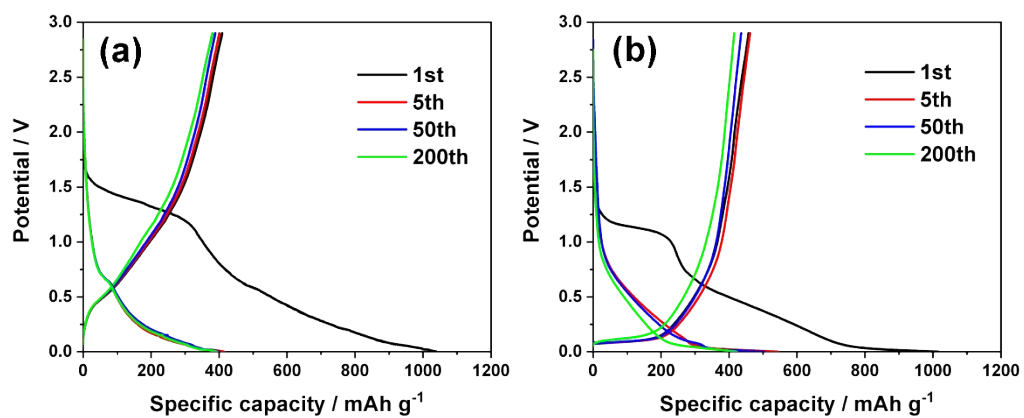 (a)
1st
5th
50th
200th
3.0
2.5
2.0
1.5
1.0
0.5
0.0
Potential / V
0 200 400 600 800 1000 1200
Specific capacity / mAh g⁻¹
(b)
1st
5th
50th
200th
3.0
2.5
2.0
1.5
1.0
0.5
0.0
Potential / V
0 200 400 600 800 1000 1200
Specific capacity / mAh g⁻¹